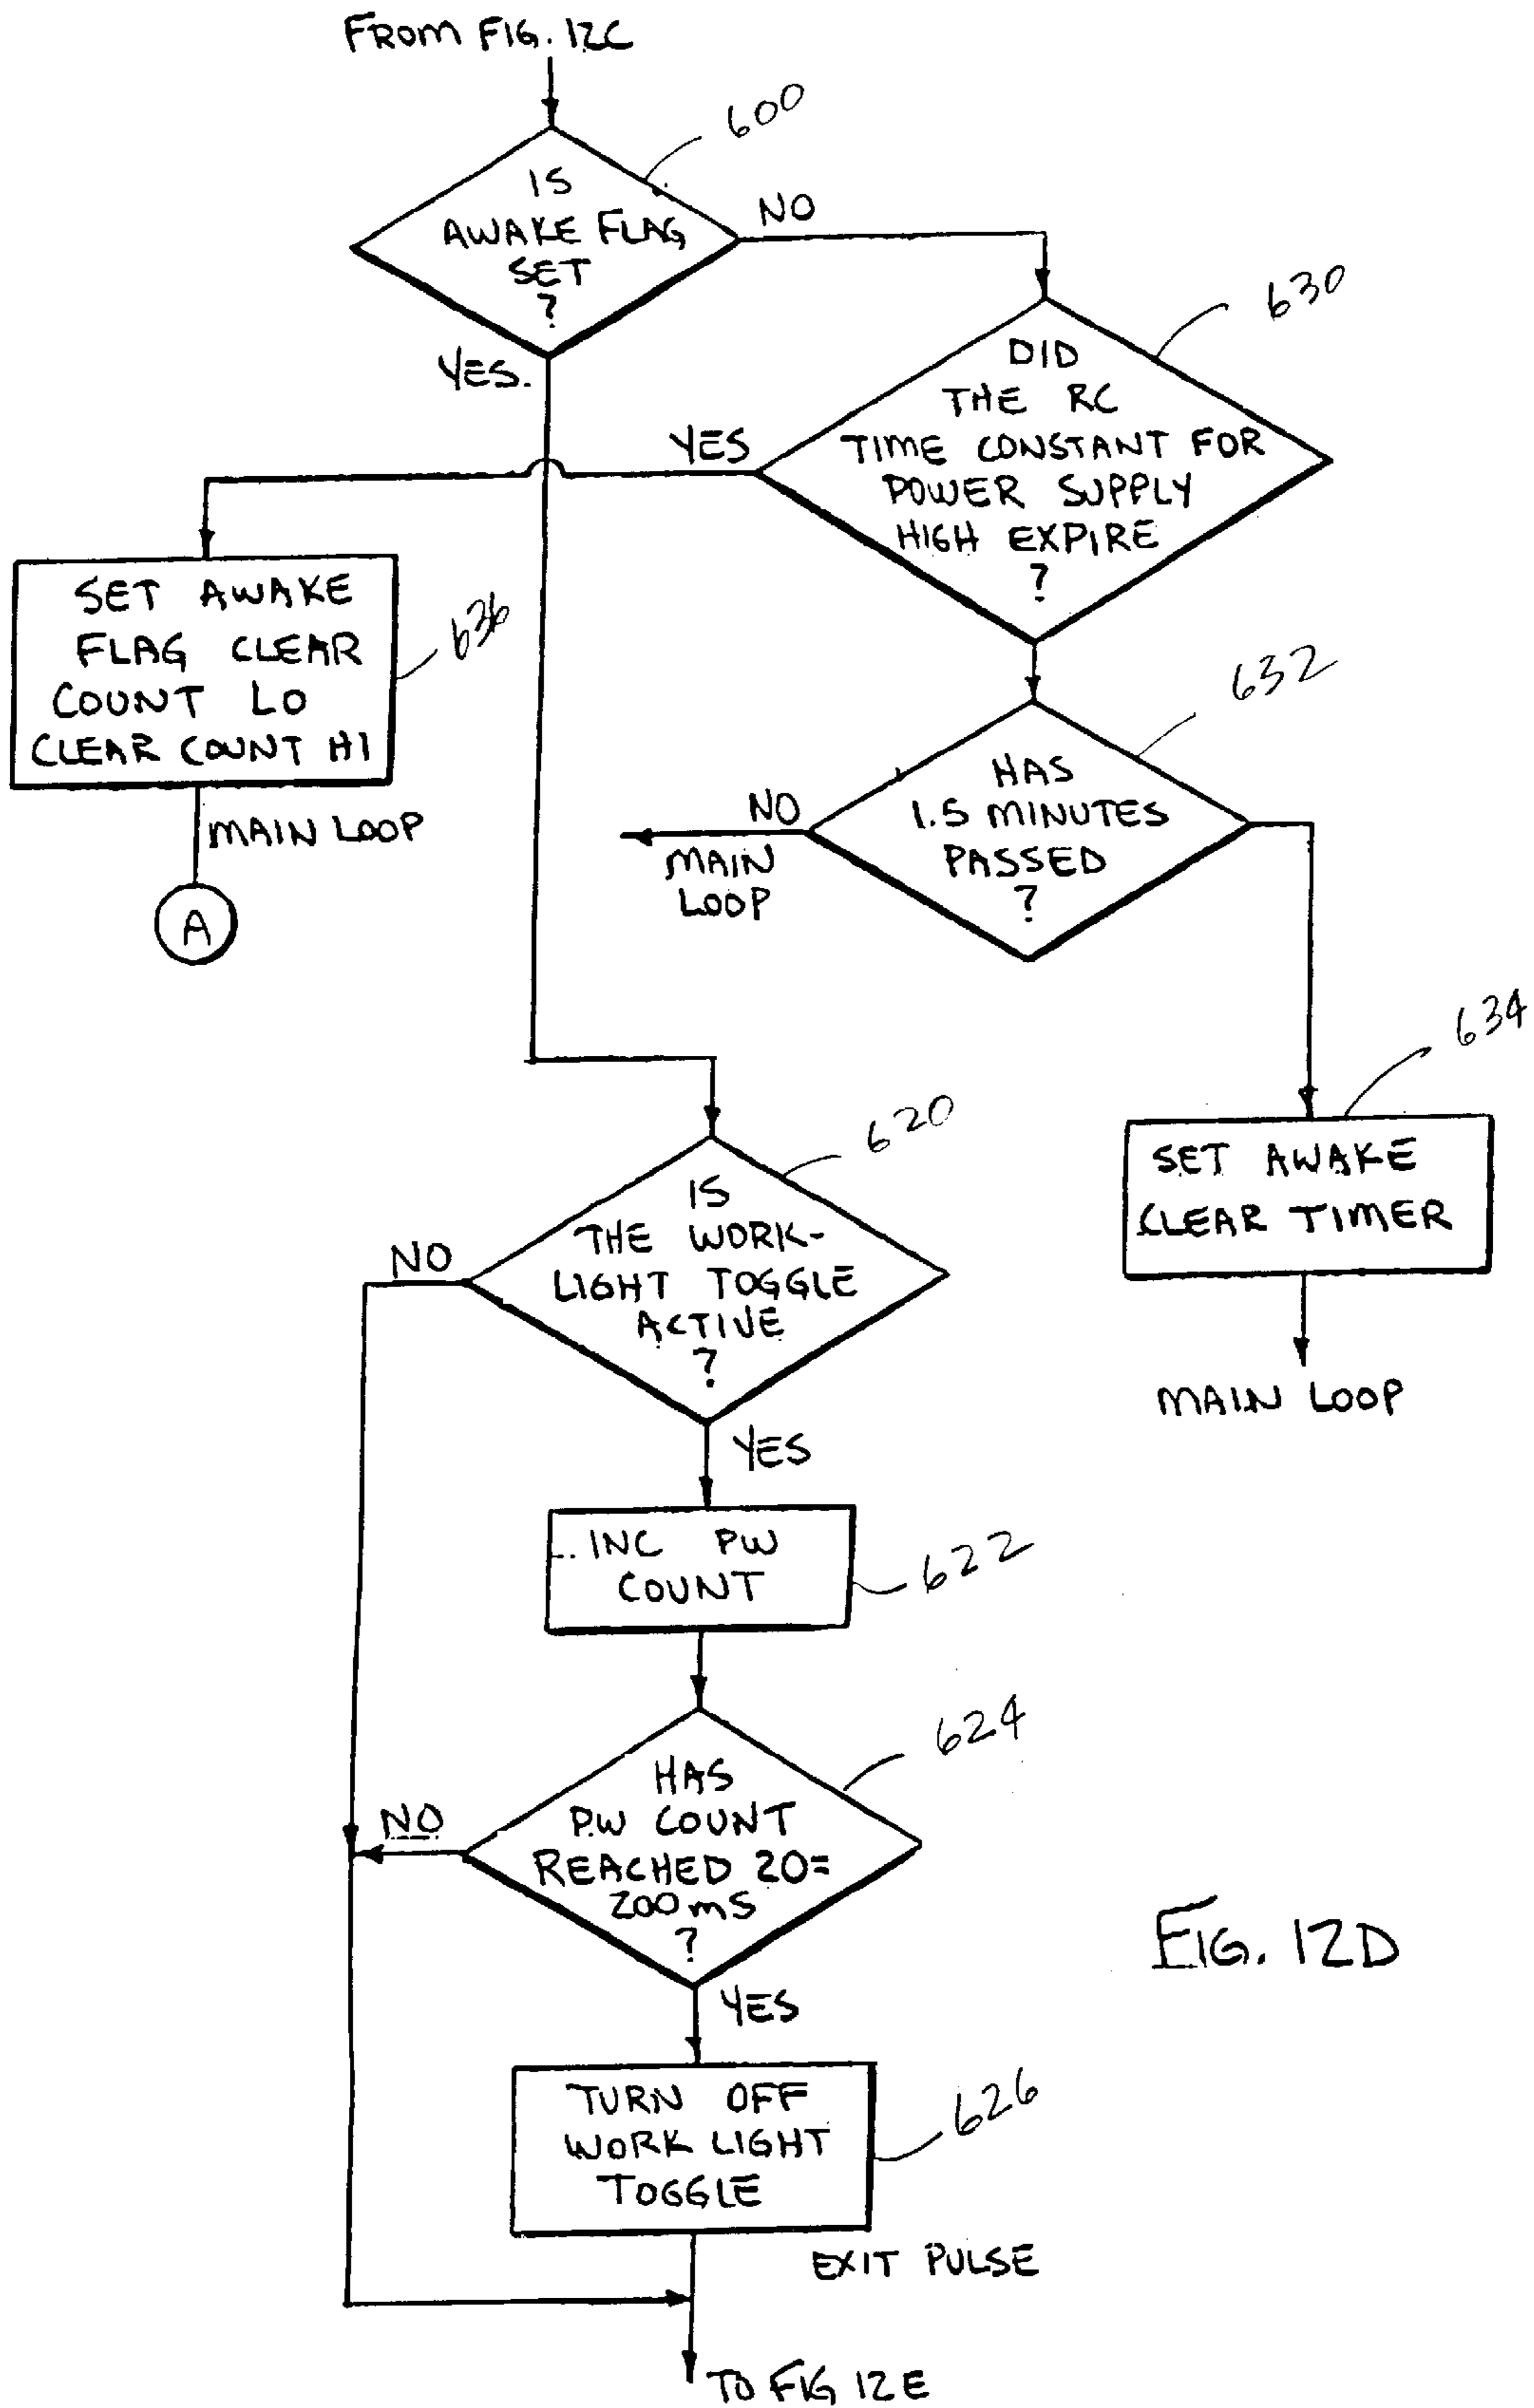 FROM FIG. 12C
600
IS
AWAKE FLAG
SET
?
NO
YES.
630
DID
THE RC
TIME CONSTANT FOR
POWER SUPPLY
HIGH EXPIRE
?
YES
SET AWAKE
FLAG CLEAR
COUNT LO
CLEAR COUNT HI
636
MAIN LOOP
A
632
HAS
1.5 MINUTES
PASSED
?
NO
MAIN
LOOP
634
SET AWAKE
CLEAR TIMER
MAIN LOOP
620
IS
THE WORK-
LIGHT TOGGLE
ACTIVE
?
NO
YES
INC PW
COUNT
622
624
HAS
PW COUNT
REACHED 20=
200mS
?
NO
YES
TURN OFF
WORK LIGHT
TOGGLE
626
EXIT PULSE
TO FIG 12E
FIG. 12D